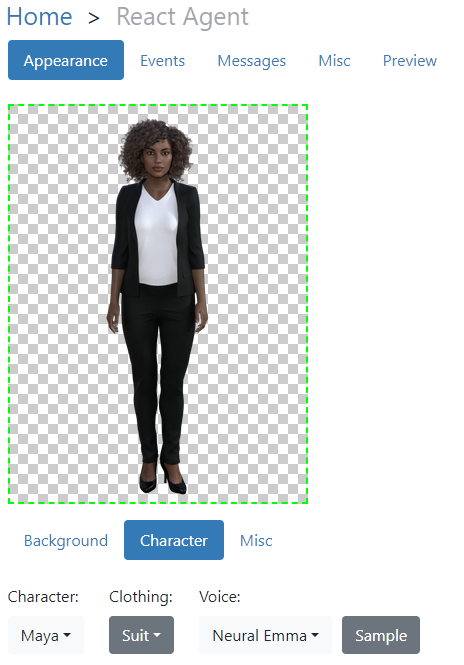 Home > React Agent
Appearance Events Messages Misc Preview
Background Character Misc
Character: Clothing: Voice:
Maya Suit Neural Emma Sample